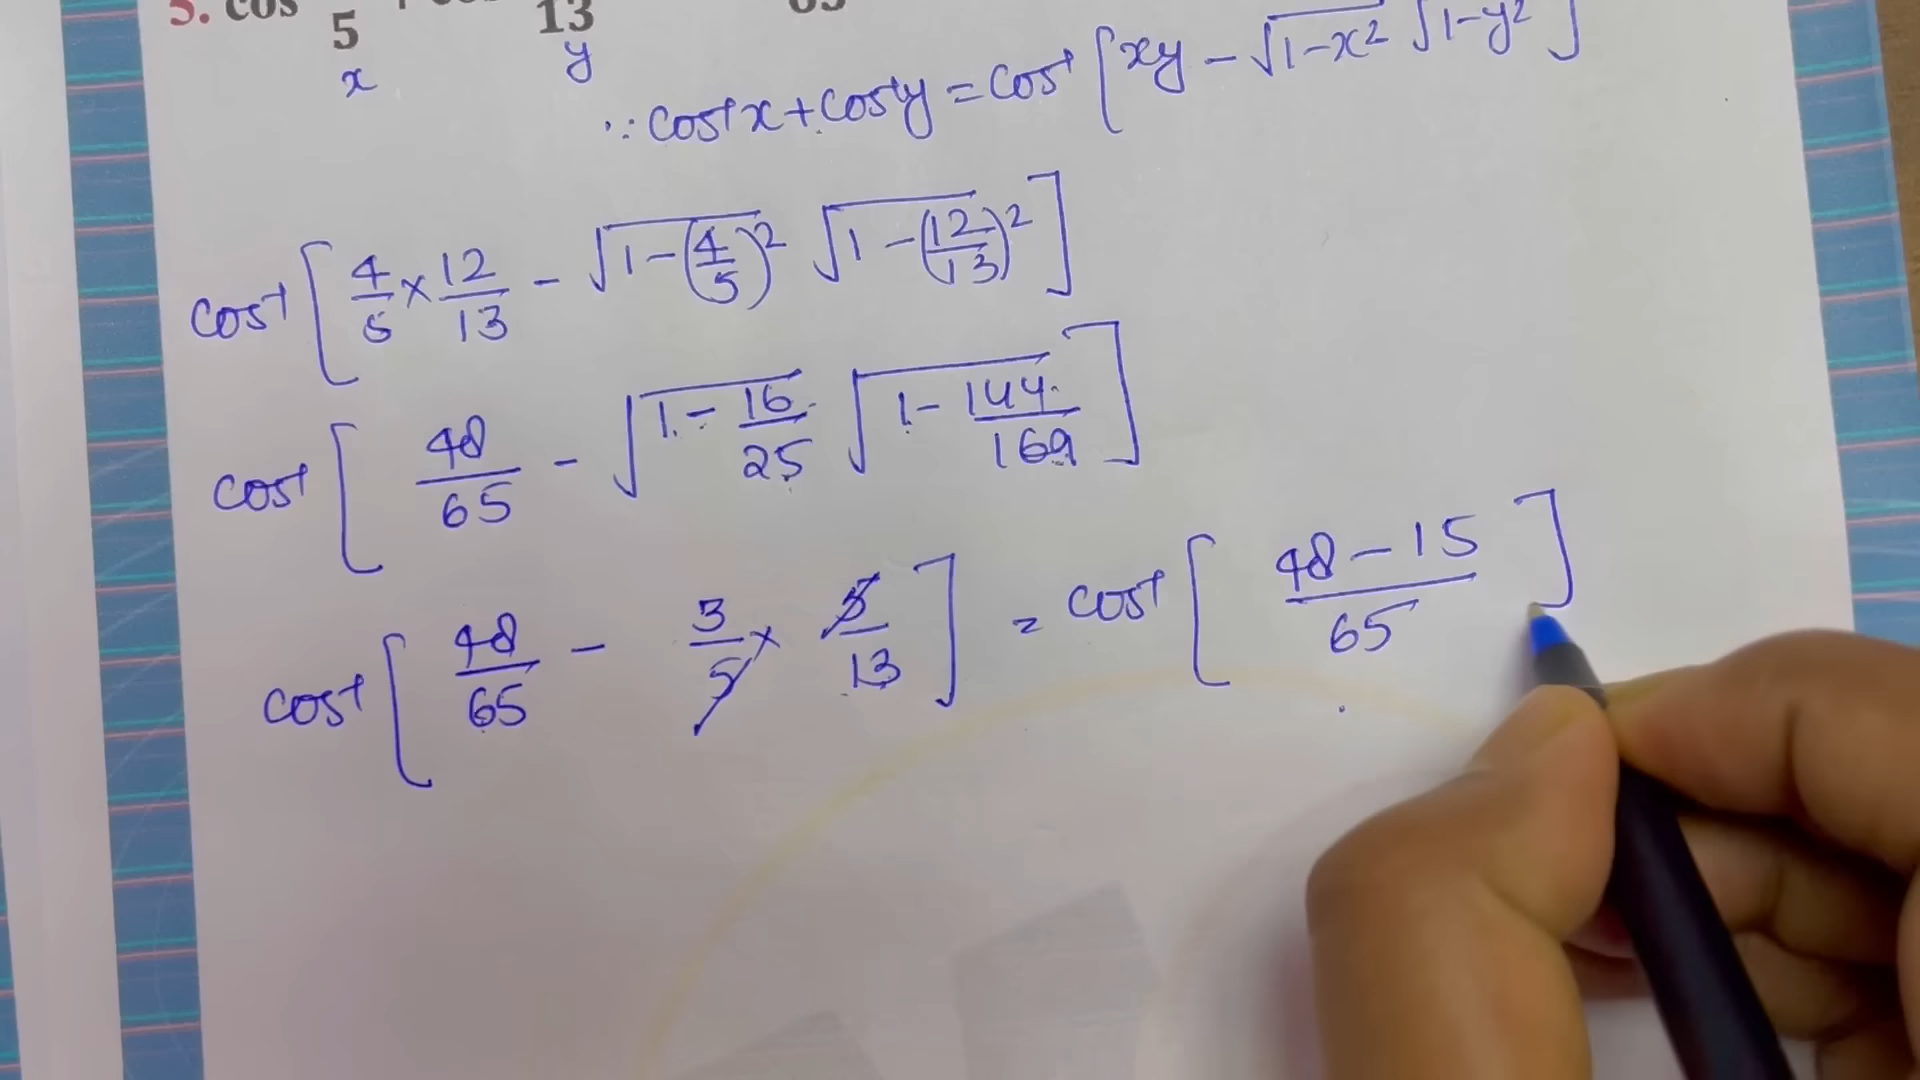 5. cos 5 13
x y
∵ cos⁻¹x + cos⁻¹y = cos⁻¹ [xy − √1−x² √1−y²]
cos⁻¹ [4/5 × 12/13 − √1−(4/5)² √1−(12/13)²]
cos⁻¹ [48/65 − √1−16/25 √1−144/169]
cos⁻¹ [48/65 − 3/5 × 5/13] = cos⁻¹ [48−15/65]